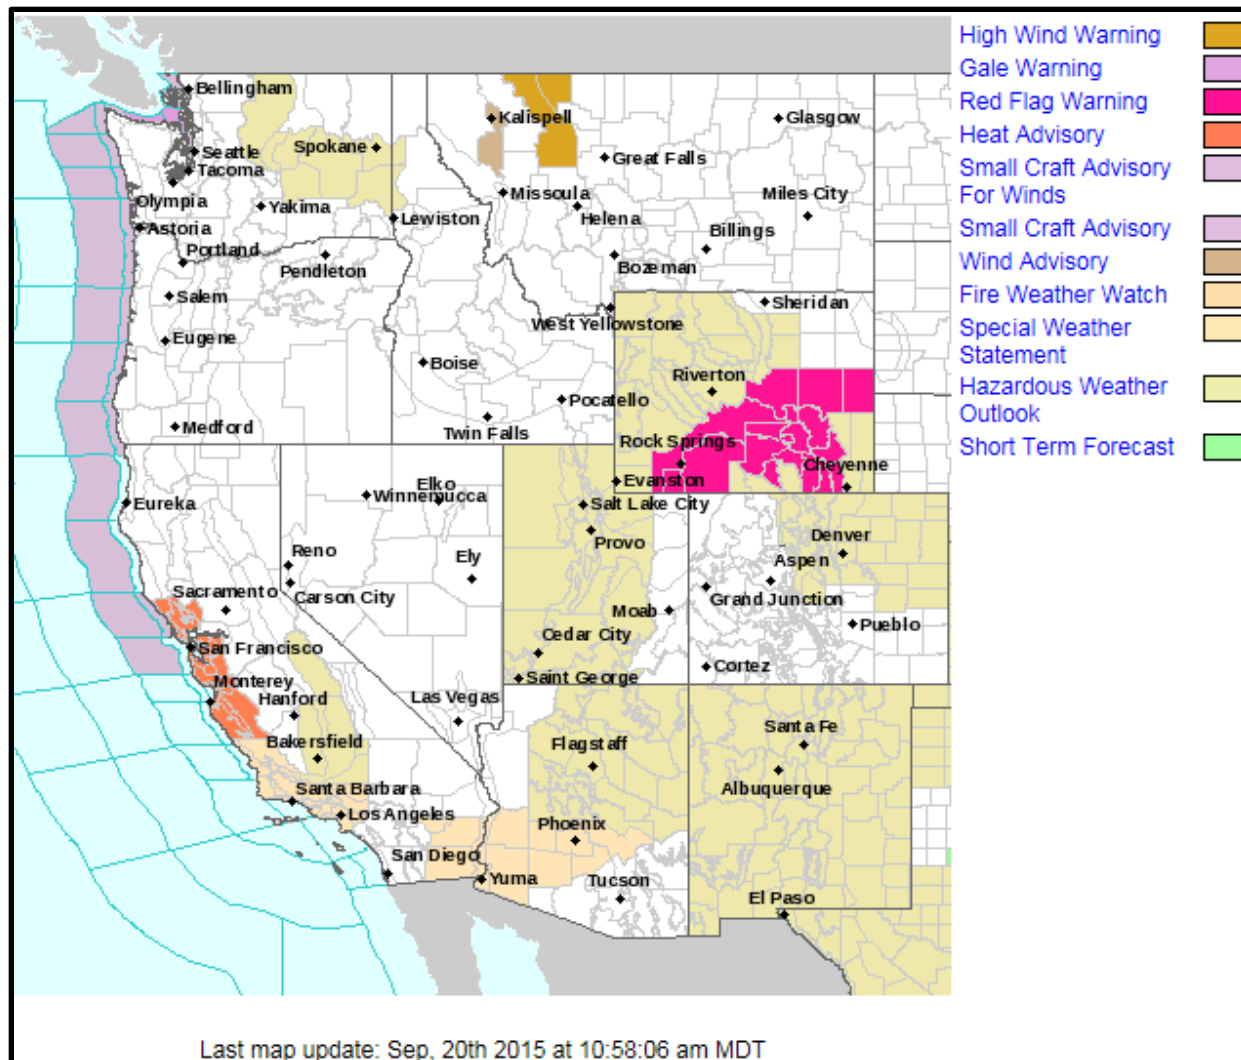 High Wind Warning
Gale Warning
Red Flag Warning
Heat Advisory
Small Craft Advisory
For Winds
Small Craft Advisory
Wind Advisory
Fire Weather Watch
Special Weather
Statement
Hazardous Weather
Outlook
Short Term Forecast
Bellingham
Kalispell
Glasgow
Seattle
Spokane
Great Falls
Tacoma
Olympia
Missoula
Miles City
Yakima
Lewiston
Helena
Astoria
Billings
Portland
Pendleton
Bozeman
Salem
Sheridan
West Yellowstone
Eugene
Boise
Riverton
Pocatello
Medford
Twin Falls
Rock Springs
Cheyenne
Evanston
Elko
Winnemucca
Eureka
Salt Lake City
Provo
Denver
Reno
Ely
Aspen
Sacramento
Carson City
Grand Junction
Moab
Pueblo
Cedar City
San Francisco
Cortez
Saint George
Monterey
Hanford
Las Vegas
Santa Fe
Bakersfield
Flagstaff
Albuquerque
Santa Barbara
Los Angeles
Phoenix
San Diego
Yuma
Tucson
El Paso
Last map update: Sep, 20th 2015 at 10:58:06 am MDT